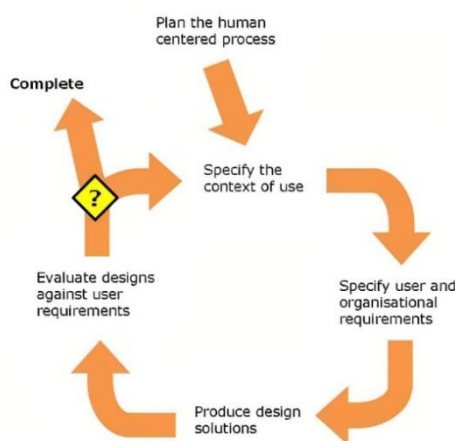 Plan the human
centered process
Complete
Specify the
context of use
?
Evaluate designs
against user
requirements
Specify user and
organisational
requirements
Produce design
solutions